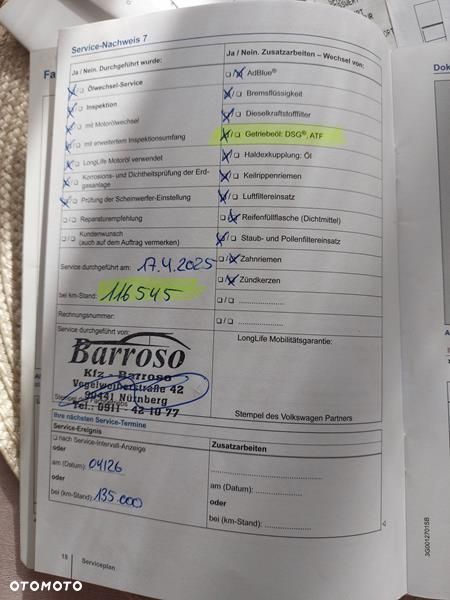 Service-Nachweis 7
Ja / Nein. Durchgeführt wurde:
Ölwechsel-Service
Inspektion
mit Motorölwechsel
mit erweitertem Inspektionsumfang
LongLife Motoröl verwendet
Korrosions- und Dichtheitsprüfung der Erd-
gasanlage
Prüfung der Scheinwerfer-Einstellung
Reparaturempfehlung
Kundenwunsch
(auch auf dem Auftrag vermerken)
Service durchgeführt am: 17.4.2025
bei km-Stand: 116545
Rechnungsnummer:
Service durchgeführt von:
Barroso
Kfz - Barroso
Vogelweiherstraße 42
90441 Nürnberg
Tel.: 0911 - 42 10 77
Ja / Nein. Zusatzarbeiten – Wechsel von:
AdBlue®
Bremsflüssigkeit
Dieselkraftstofffilter
Getriebeöl: DSG®, ATF
Haldexkupplung: Öl
Keilrippenriemen
Luftfiltereinsatz
Reifenfüllflasche (Dichtmittel)
Staub- und Pollenfiltereinsatz
Zahnriemen
Zündkerzen
LongLife Mobilitätsgarantie:
Stempel des Volkswagen Partners
Ihre nächsten Service-Termine
Service-Ereignis
nach Service-Intervall-Anzeige
oder
am (Datum): 04/26
oder
bei (km-Stand): 135.000
Zusatzarbeiten
am (Datum):
oder
bei (km-Stand):
18 Serviceplan
3G0012701SB
Fa
Dok
OTOMOTO